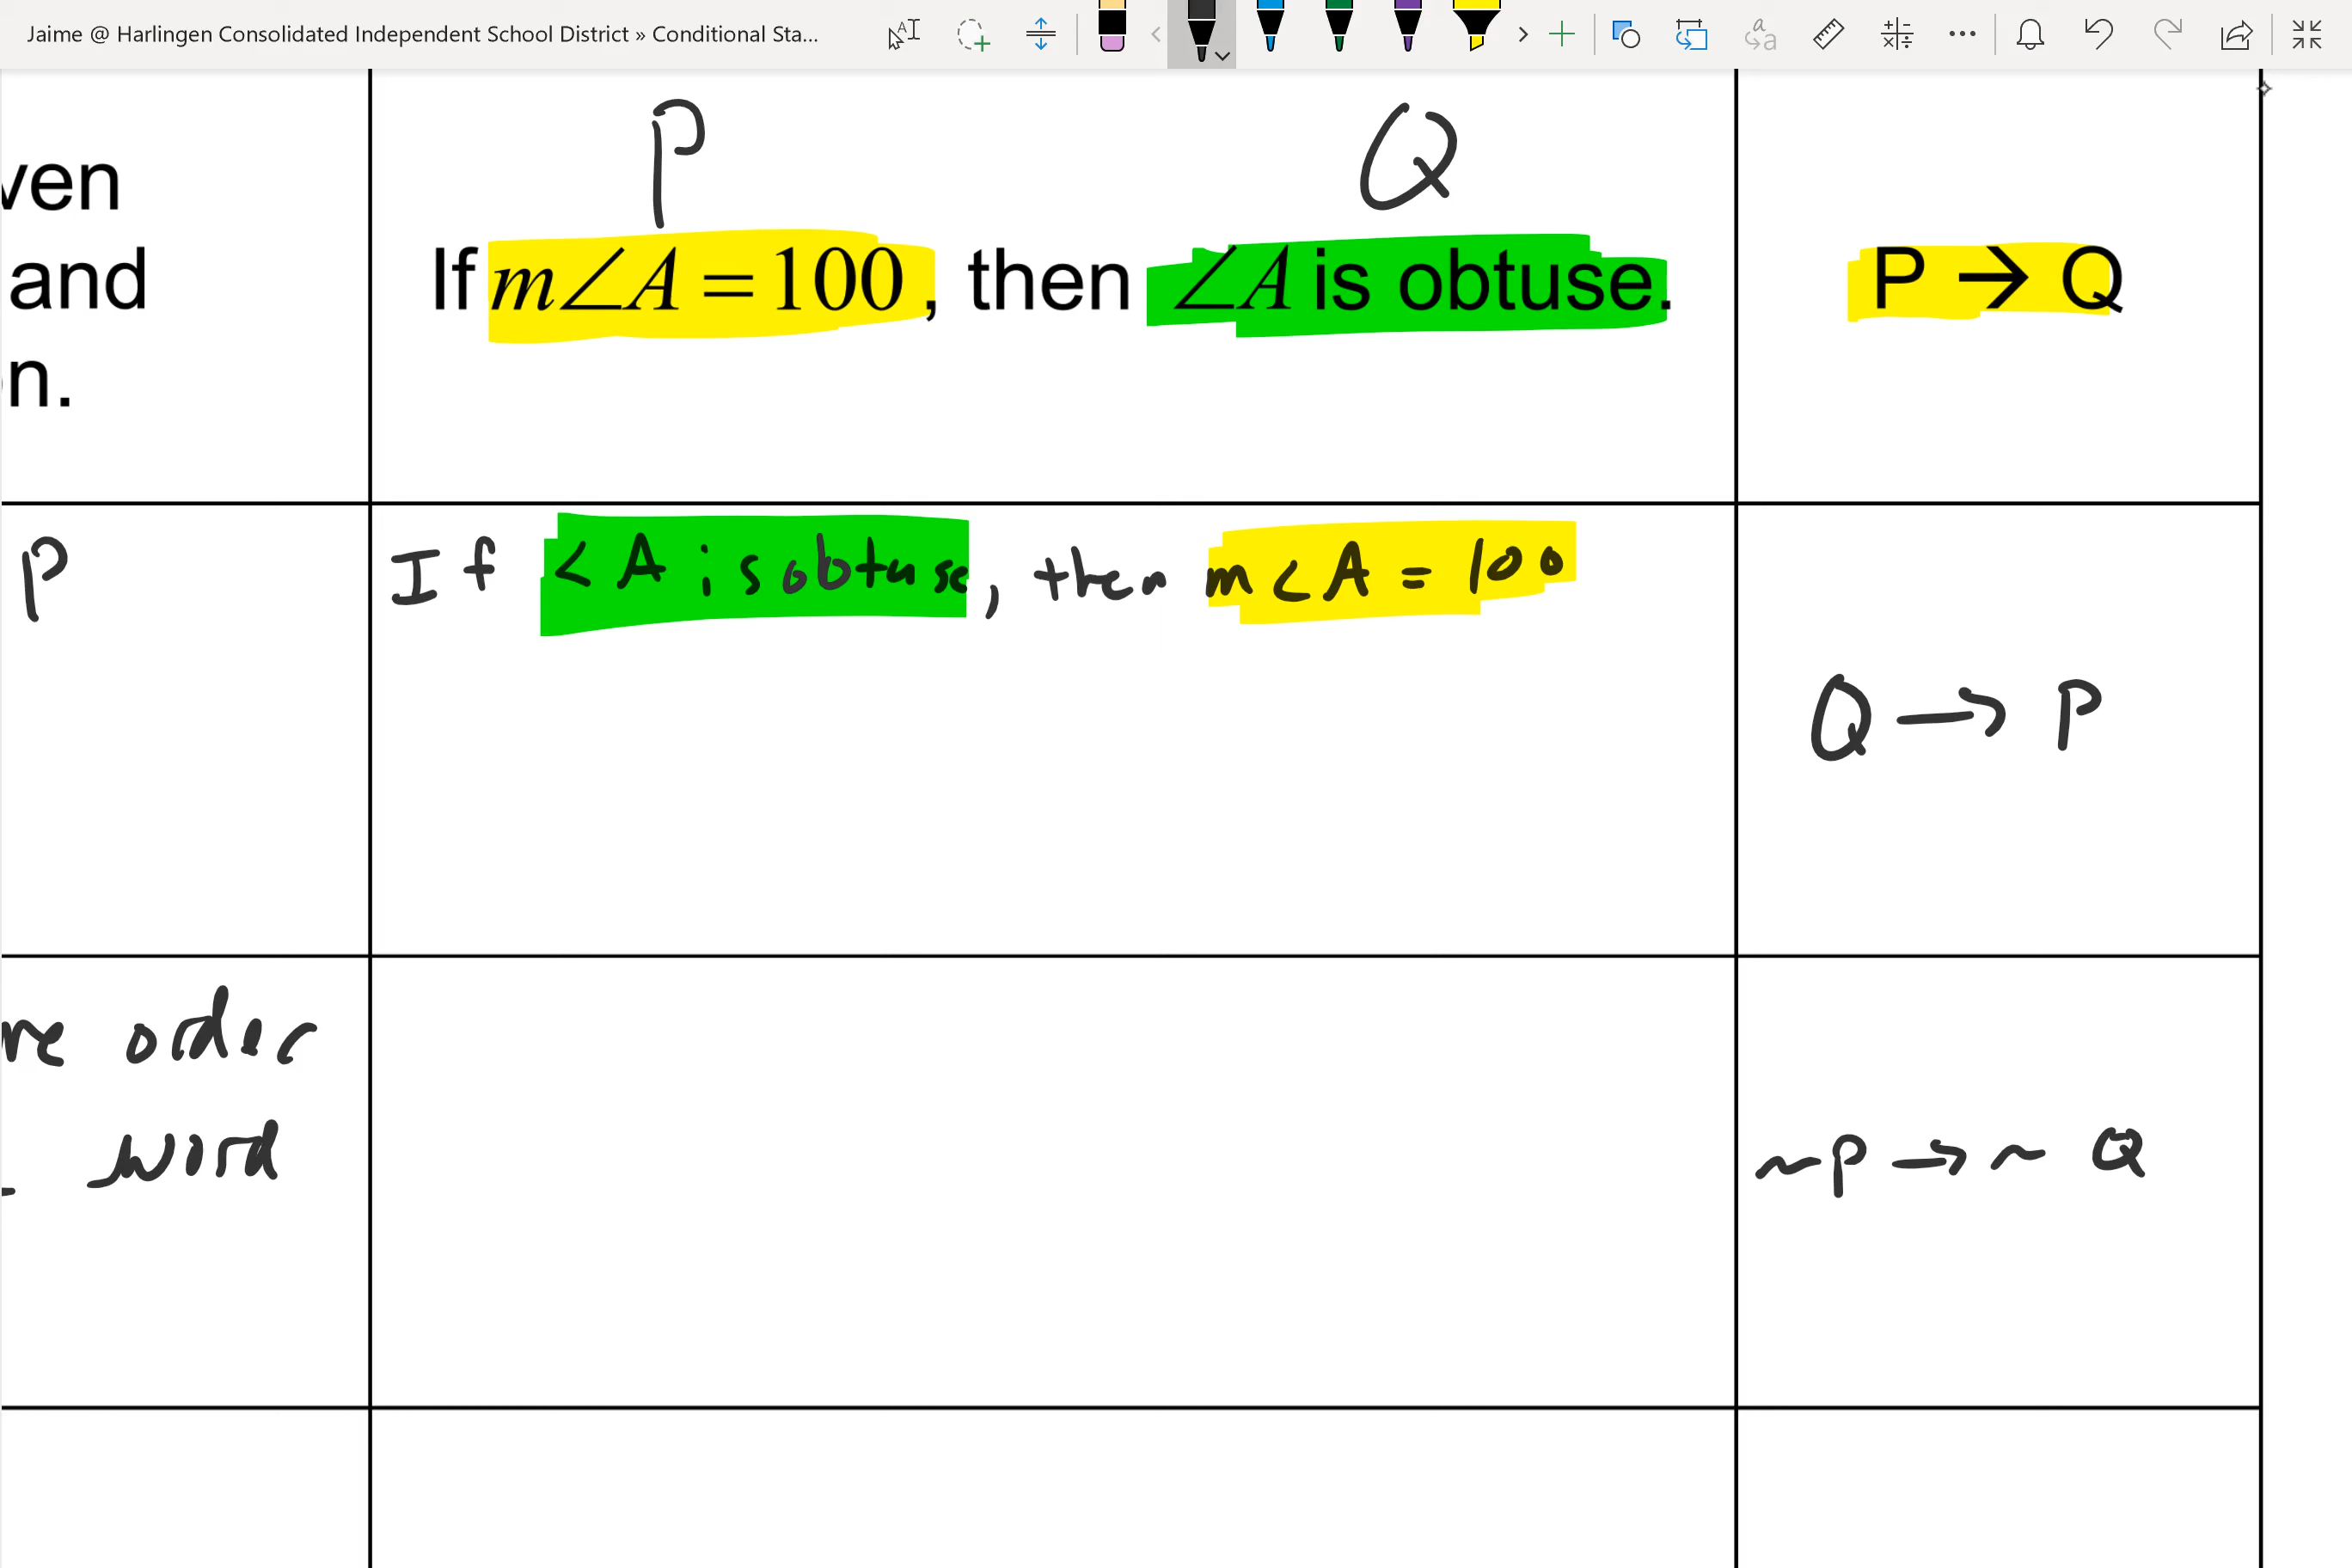 Jaime @ Harlingen Consolidated Independent School District » Conditional Sta...
P Q
ven
and
n.
If m∠A = 100, then ∠A is obtuse.
P → Q
P
If < A is obtuse, then m < A = 100
Q → P
re order
word
~P → ~ Q